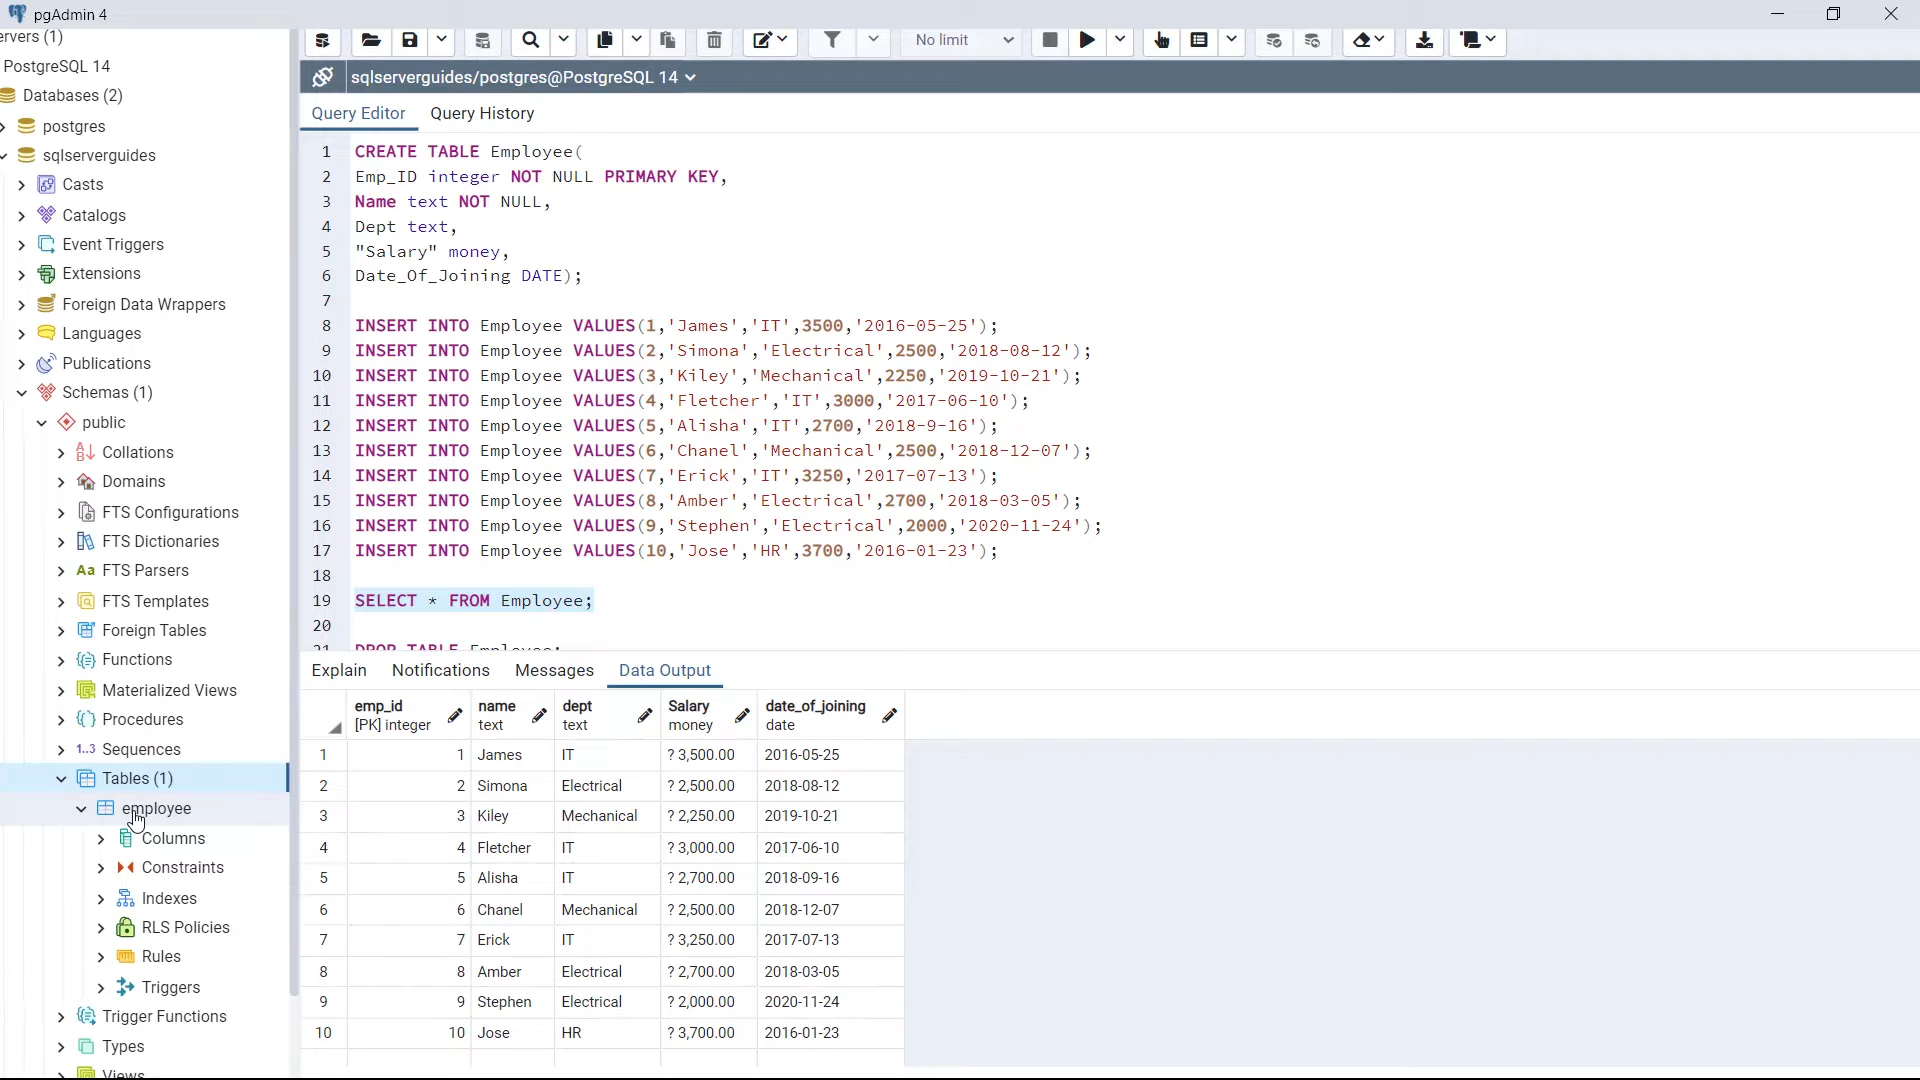 pgAdmin 4
ervers (1)
PostgreSQL 14
Databases (2)
postgres
sqlserverguides
Casts
Catalogs
Event Triggers
Extensions
Foreign Data Wrappers
Languages
Publications
Schemas (1)
public
Collations
Domains
FTS Configurations
FTS Dictionaries
Aa FTS Parsers
FTS Templates
Foreign Tables
Functions
Materialized Views
Procedures
1..3 Sequences
Tables (1)
employee
Columns
Constraints
Indexes
RLS Policies
Rules
Triggers
Trigger Functions
Types
Views
No limit
sqlserverguides/postgres@PostgreSQL 14
Query Editor Query History
1 CREATE TABLE Employee(
2 Emp_ID integer NOT NULL PRIMARY KEY,
3 Name text NOT NULL,
4 Dept text,
5 "Salary" money,
6 Date_Of_Joining DATE);
7
8 INSERT INTO Employee VALUES(1,'James','IT',3500,'2016-05-25');
9 INSERT INTO Employee VALUES(2,'Simona','Electrical',2500,'2018-08-12');
10 INSERT INTO Employee VALUES(3,'Kiley','Mechanical',2250,'2019-10-21');
11 INSERT INTO Employee VALUES(4,'Fletcher','IT',3000,'2017-06-10');
12 INSERT INTO Employee VALUES(5,'Alisha','IT',2700,'2018-9-16');
13 INSERT INTO Employee VALUES(6,'Chanel','Mechanical',2500,'2018-12-07');
14 INSERT INTO Employee VALUES(7,'Erick','IT',3250,'2017-07-13');
15 INSERT INTO Employee VALUES(8,'Amber','Electrical',2700,'2018-03-05');
16 INSERT INTO Employee VALUES(9,'Stephen','Electrical',2000,'2020-11-24');
17 INSERT INTO Employee VALUES(10,'Jose','HR',3700,'2016-01-23');
18
19 SELECT * FROM Employee;
20
21 DROP TABLE Employee;
Explain Notifications Messages Data Output
emp_id name dept Salary date_of_joining
[PK] integer text text money date
1 1 James IT ? 3,500.00 2016-05-25
2 2 Simona Electrical ? 2,500.00 2018-08-12
3 3 Kiley Mechanical ? 2,250.00 2019-10-21
4 4 Fletcher IT ? 3,000.00 2017-06-10
5 5 Alisha IT ? 2,700.00 2018-09-16
6 6 Chanel Mechanical ? 2,500.00 2018-12-07
7 7 Erick IT ? 3,250.00 2017-07-13
8 8 Amber Electrical ? 2,700.00 2018-03-05
9 9 Stephen Electrical ? 2,000.00 2020-11-24
10 10 Jose HR ? 3,700.00 2016-01-23